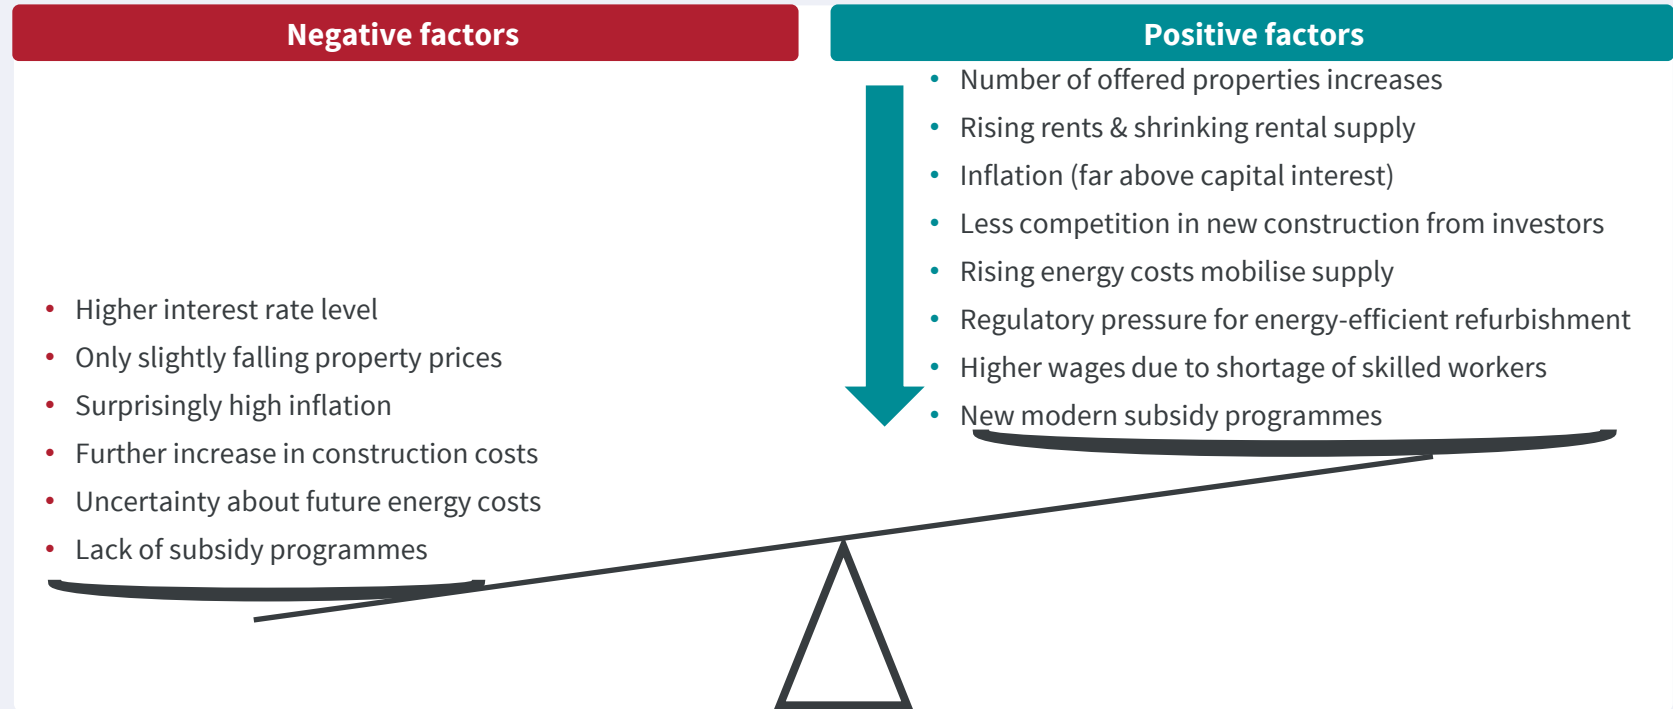 Negative factors
• Higher interest rate level
• Only slightly falling property prices
• Surprisingly high inflation
• Further increase in construction costs
• Uncertainty about future energy costs
• Lack of subsidy programmes
Positive factors
• Number of offered properties increases
• Rising rents & shrinking rental supply
• Inflation (far above capital interest)
• Less competition in new construction from investors
• Rising energy costs mobilise supply
• Regulatory pressure for energy-efficient refurbishment
• Higher wages due to shortage of skilled workers
• New modern subsidy programmes